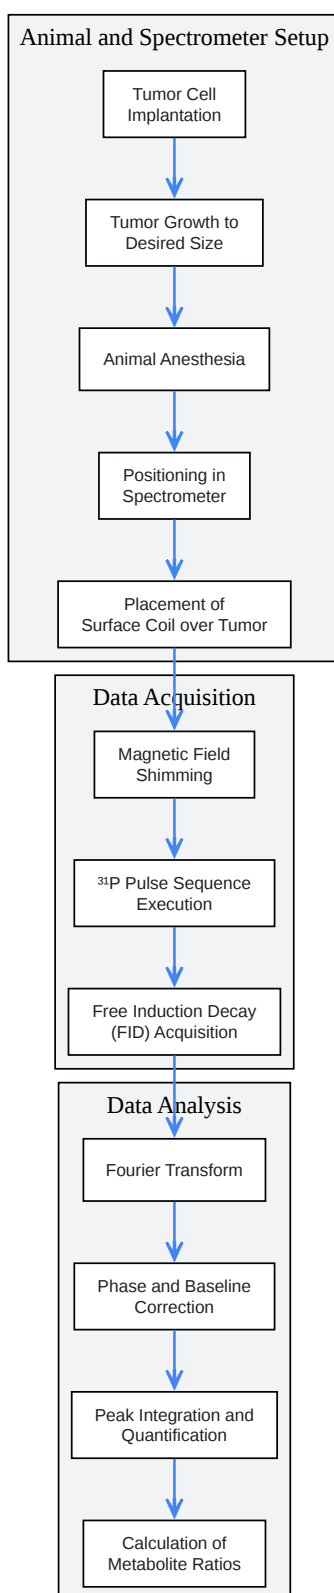 Animal and Spectrometer Setup
Tumor Cell
Implantation
Tumor Growth to
Desired Size
Animal Anesthesia
Positioning in
Spectrometer
Placement of
Surface Coil over Tumor
Data Acquisition
Magnetic Field
Shimming
³¹P Pulse Sequence
Execution
Free Induction Decay
(FID) Acquisition
Data Analysis
Fourier Transform
Phase and Baseline
Correction
Peak Integration and
Quantification
Calculation of
Metabolite Ratios